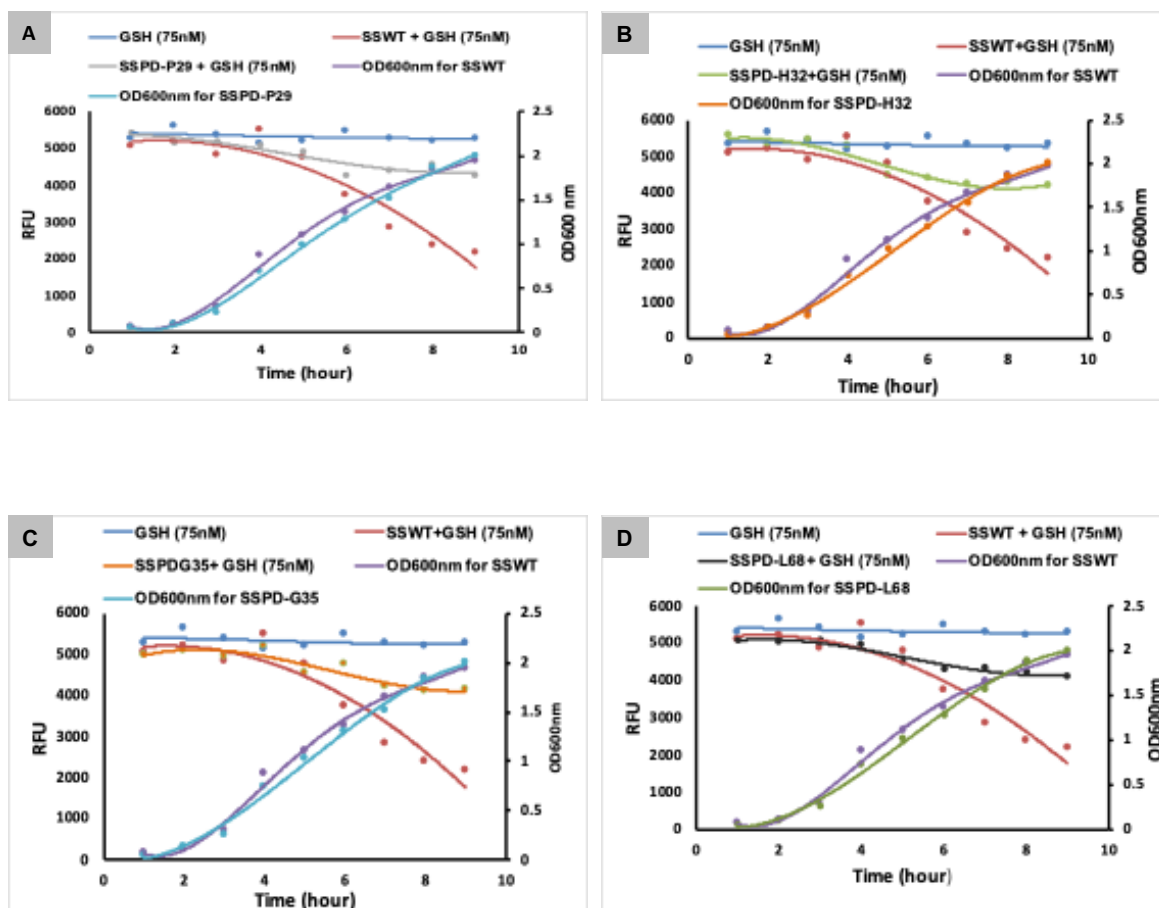 A
GSH (75nM) SSWT + GSH (75nM)
SSPD-P29 + GSH (75nM) OD600nm for SSWT
OD600nm for SSPD-P29
6000 2.5
5000 2
4000 1.5
3000
2000 1
1000 0.5
0 0
RFU
OD600 nm
0 2 4 6 8 10
Time (hour)
B
GSH (75nM) SSWT+GSH (75nM)
SSPD-H32+GSH (75nM) OD600nm for SSWT
OD600nm for SSPD-H32
6000 2.5
5000 2
4000 1.5
3000
2000 1
1000 0.5
0 0
RFU
OD600nm
0 2 4 6 8 10
Time (hour)
C
GSH (75nM) SSWT+GSH (75nM)
SSPDG35+ GSH (75nM) OD600nm for SSWT
OD600nm for SSPD-G35
6000 2.5
5000 2
4000 1.5
3000
2000 1
1000 0.5
0 0
RFU
OD600nm
0 2 4 6 8 10
Time (hour)
D
GSH (75nM) SSWT + GSH (75nM)
SSPD-L68+ GSH (75nM) OD600nm for SSWT
OD600nm for SSPD-L68
6000 2.5
5000 2
4000 1.5
3000
2000 1
1000 0.5
0 0
RFU
OD600nm
0 2 4 6 8 10
Time (hour)